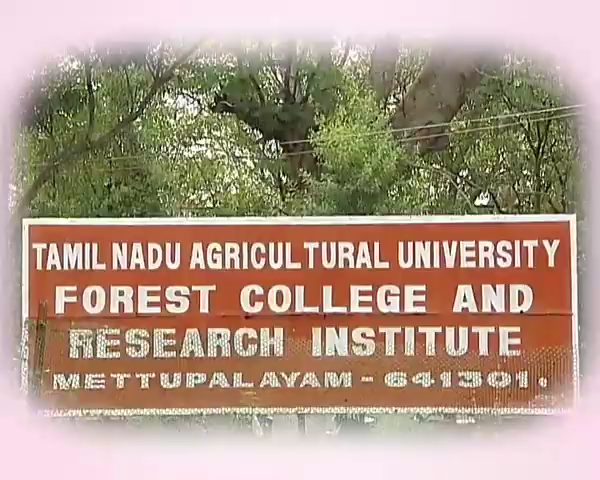 TAMIL NADU AGRICULTURAL UNIVERSITY
FOREST COLLEGE AND
RESEARCH INSTITUTE
METTUPALAYAM - 641301.